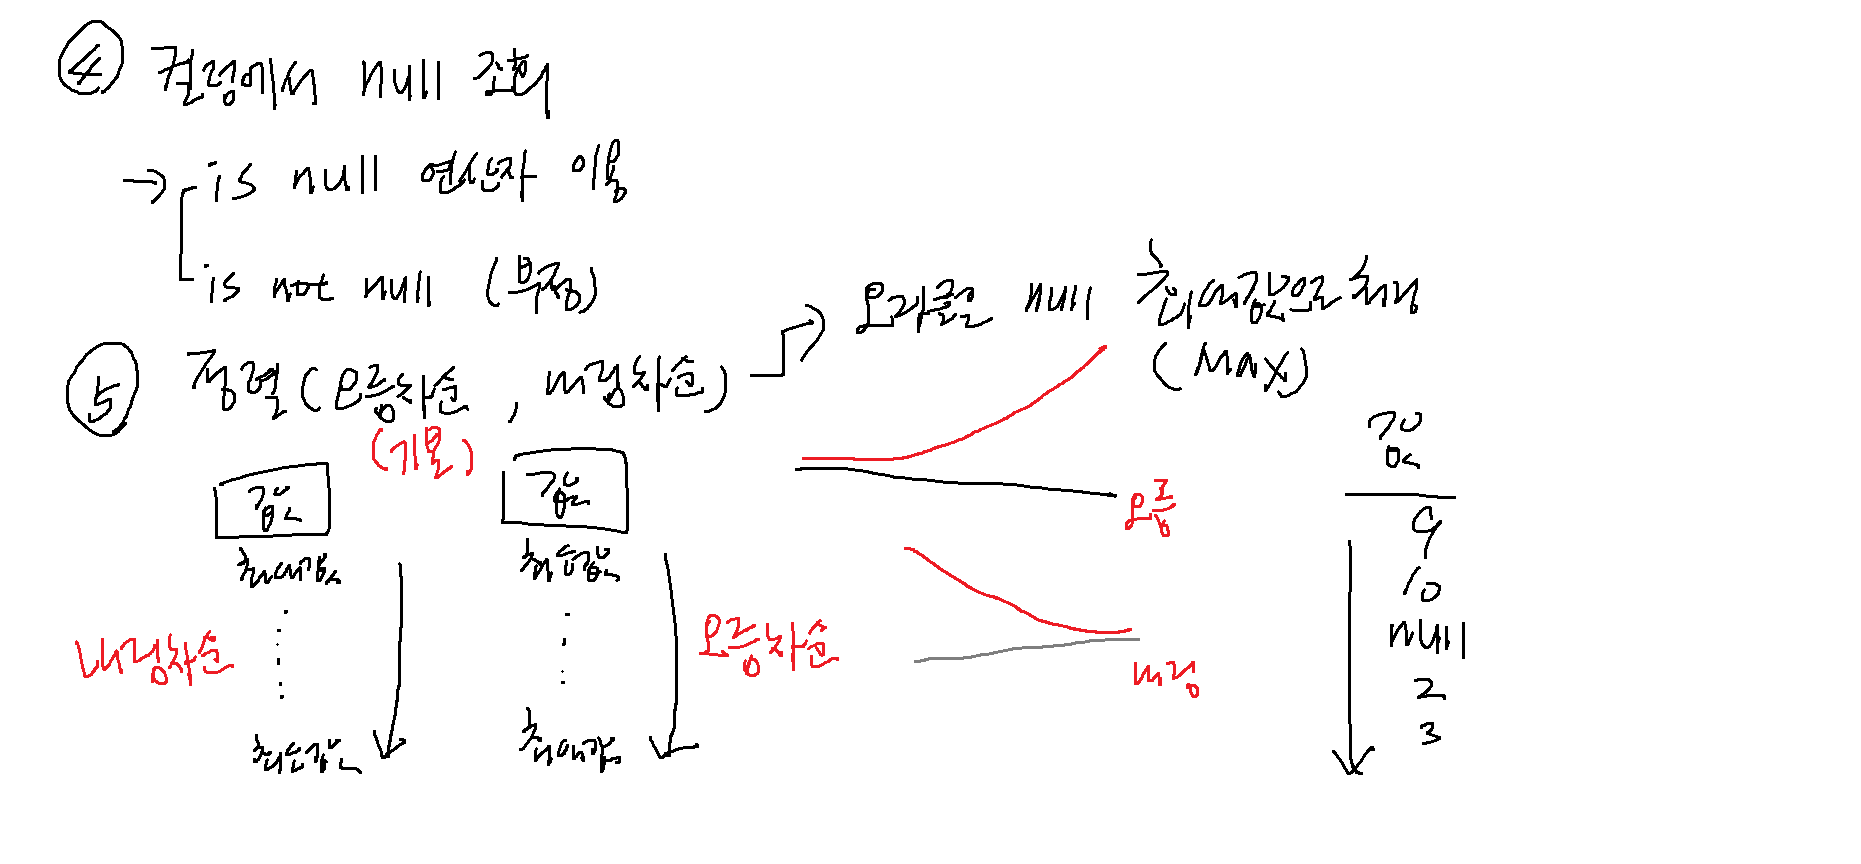 ④ 컬럼에서 null 조회
→ is null 연산자 이용
is not null (부정)
→ 오라클은 null 최대값으로 처리
(Max)
⑤ 정렬 (오름차순, 내림차순)
(기본)
값
값
값
최대값
최소값
내림차순
오름차순
최소값
최대값
오름
내림
9
10
null
2
3